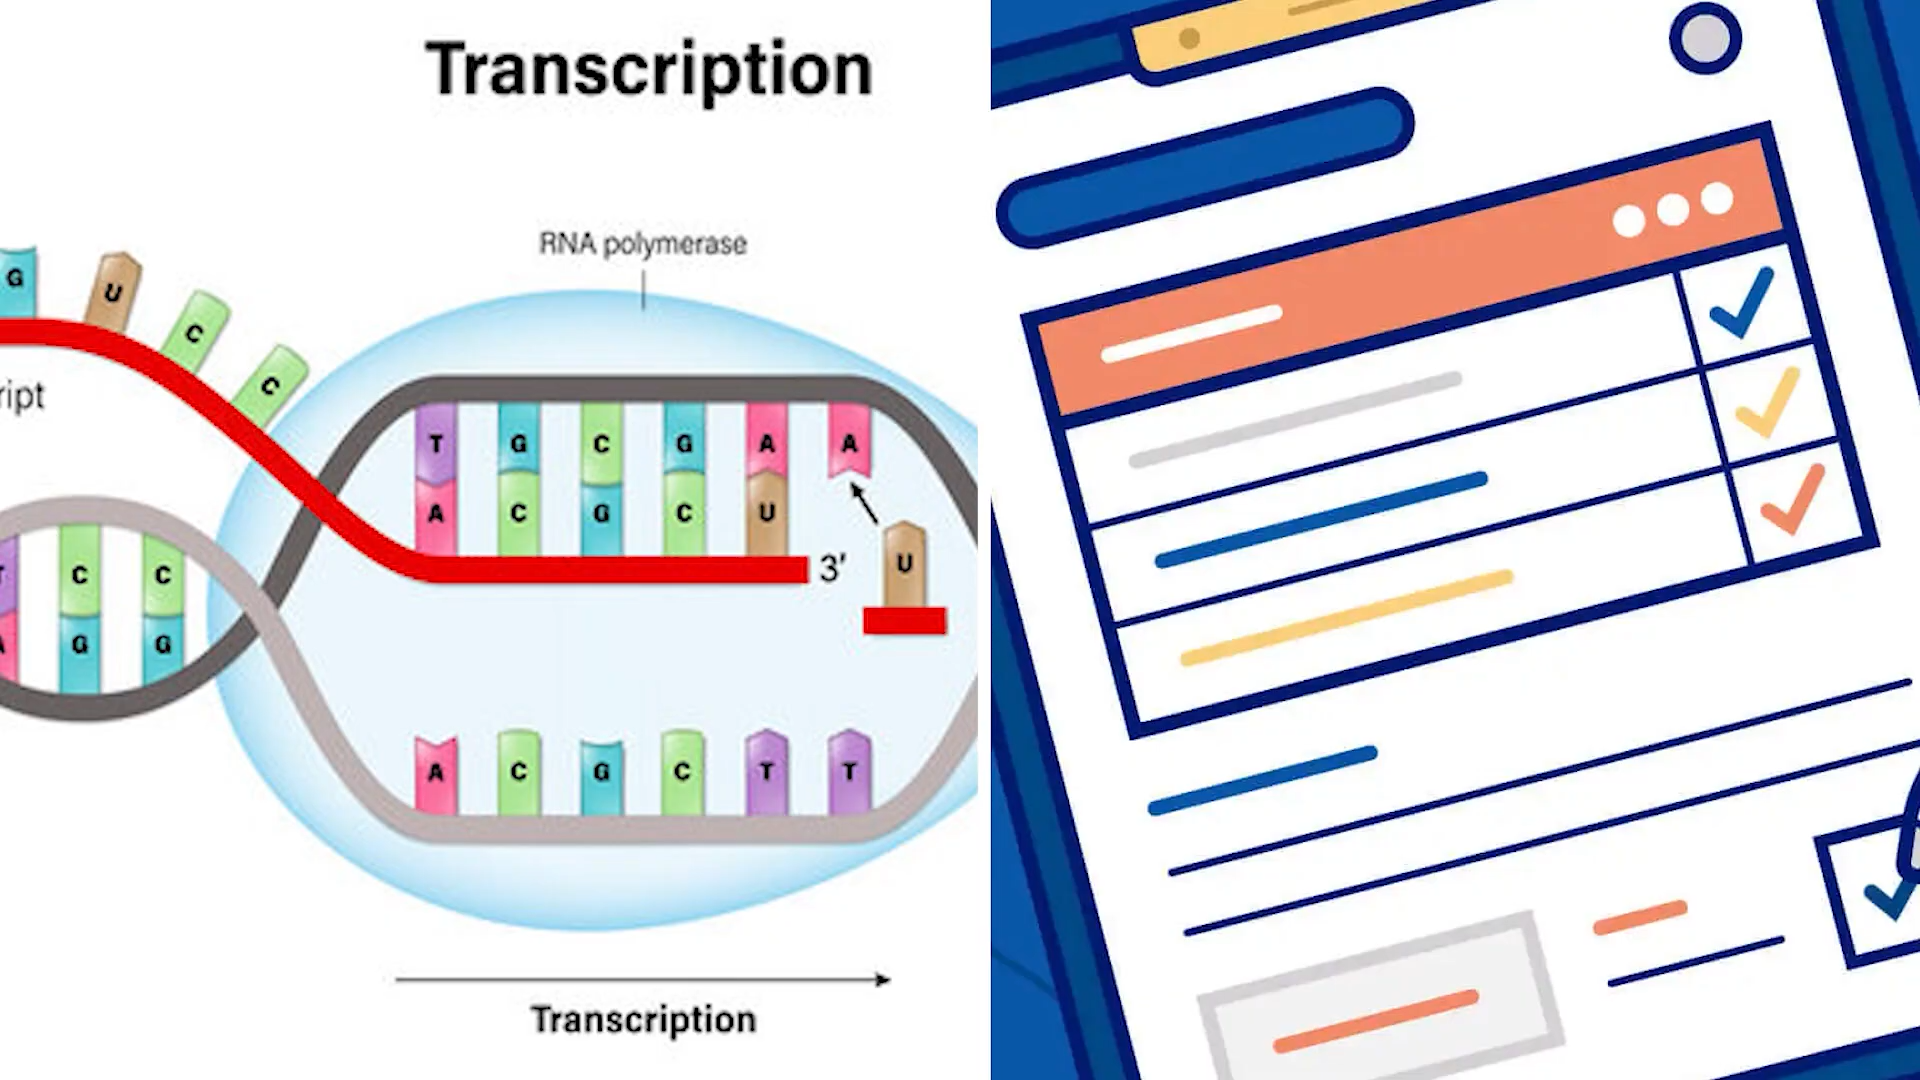 Transcription
RNA polymerase
G U C C
ript
T G C G A A
A C G C U
3′
U
T C C
A G G
A C G C T T
Transcription